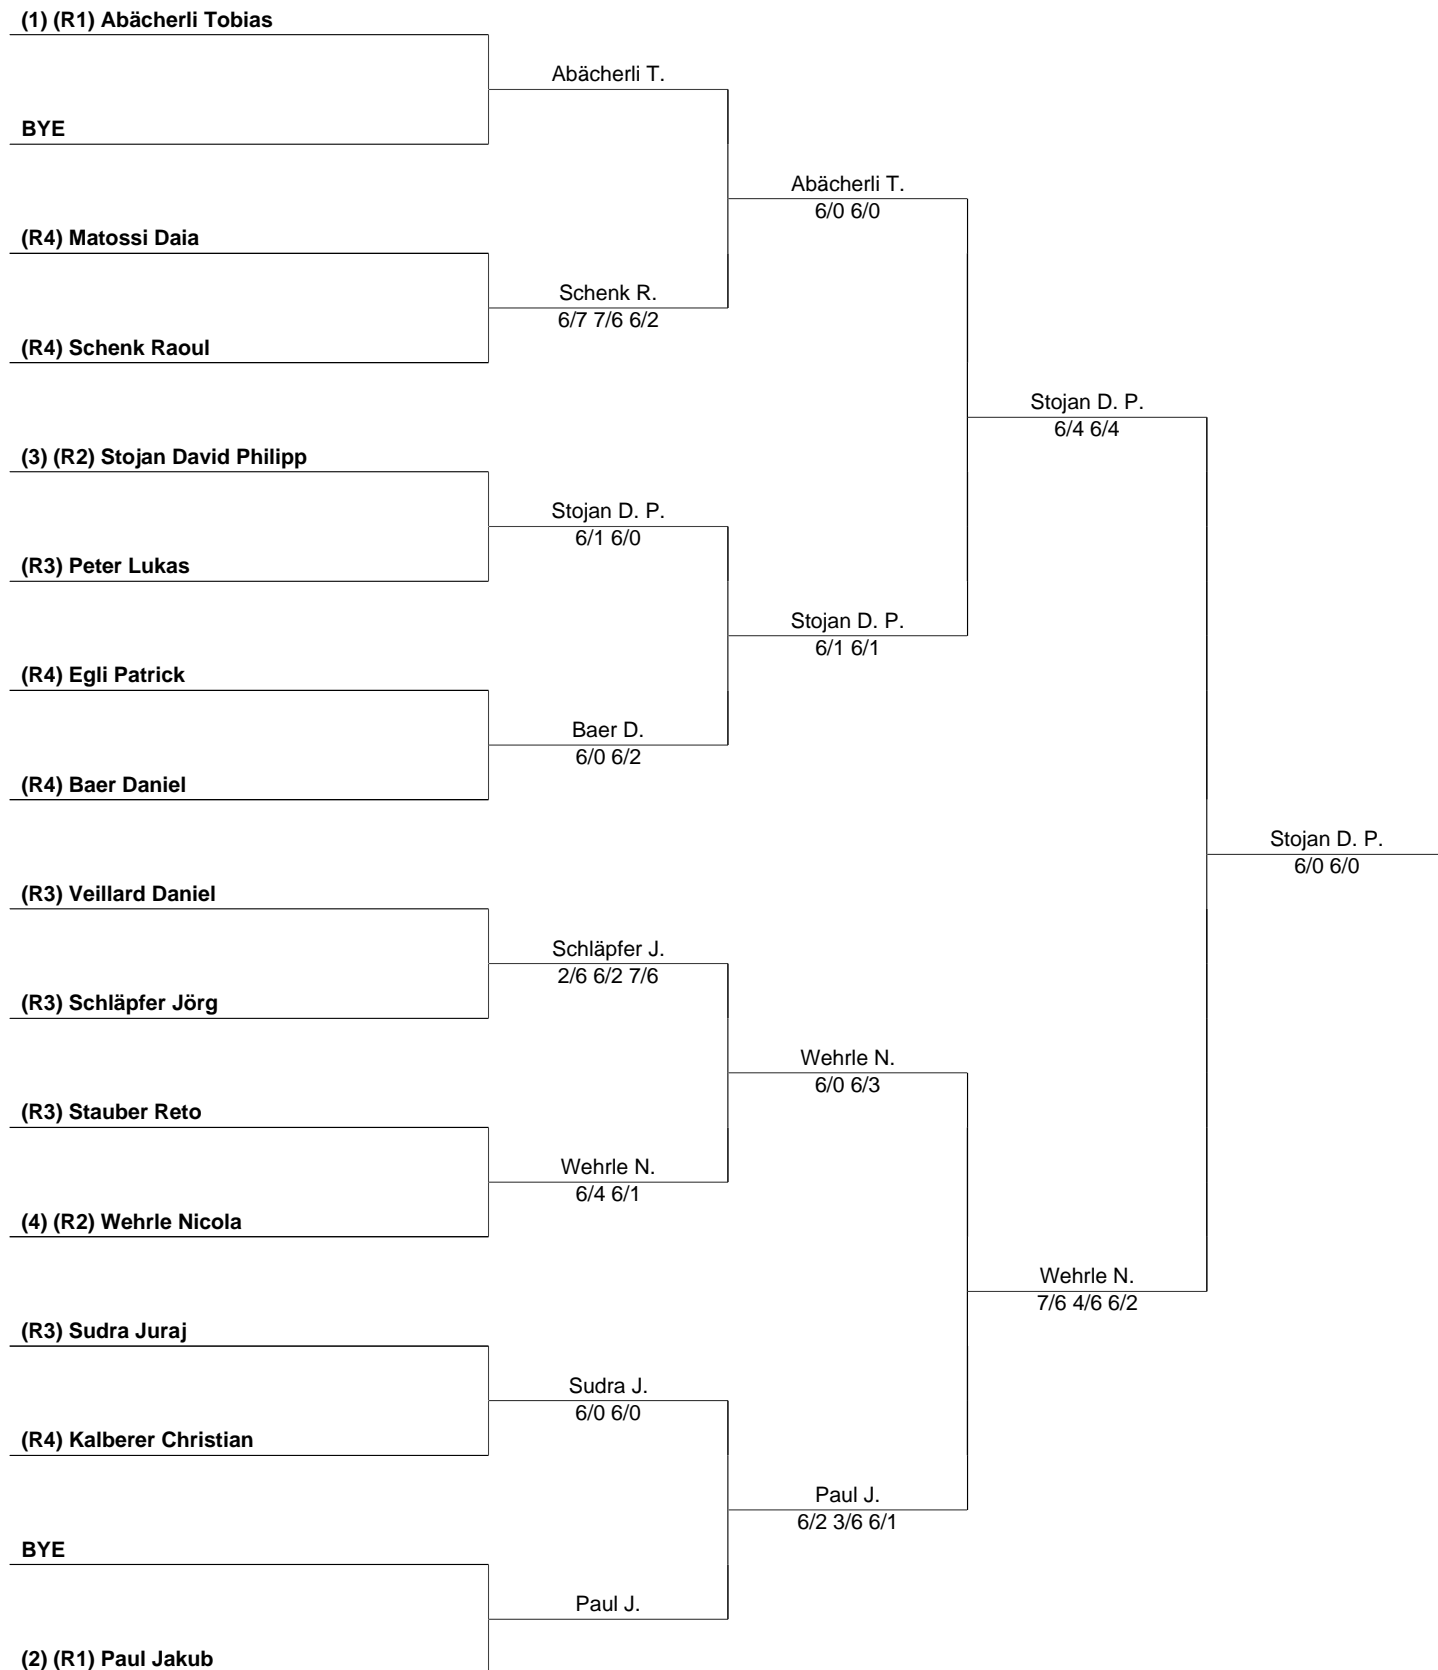 (1) (R1) Abächerli Tobias
Abächerli T.
BYE
Abächerli T.
6/0 6/0
(R4) Matossi Daia
Schenk R.
6/7 7/6 6/2
(R4) Schenk Raoul
Stojan D. P.
6/4 6/4
(3) (R2) Stojan David Philipp
Stojan D. P.
6/1 6/0
(R3) Peter Lukas
Stojan D. P.
6/1 6/1
(R4) Egli Patrick
Baer D.
6/0 6/2
(R4) Baer Daniel
Stojan D. P.
6/0 6/0
(R3) Veillard Daniel
Schläpfer J.
2/6 6/2 7/6
(R3) Schläpfer Jörg
Wehrle N.
6/0 6/3
(R3) Stauber Reto
Wehrle N.
6/4 6/1
(4) (R2) Wehrle Nicola
Wehrle N.
7/6 4/6 6/2
(R3) Sudra Juraj
Sudra J.
6/0 6/0
(R4) Kalberer Christian
Paul J.
6/2 3/6 6/1
BYE
Paul J.
(2) (R1) Paul Jakub